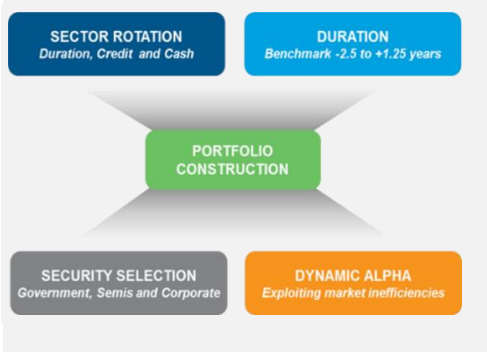 SECTOR ROTATION
Duration, Credit and Cash
DURATION
Benchmark -2.5 to +1.25 years
PORTFOLIO
CONSTRUCTION
SECURITY SELECTION
Government, Semis and Corporate
DYNAMIC ALPHA
Exploiting market inefficiencies